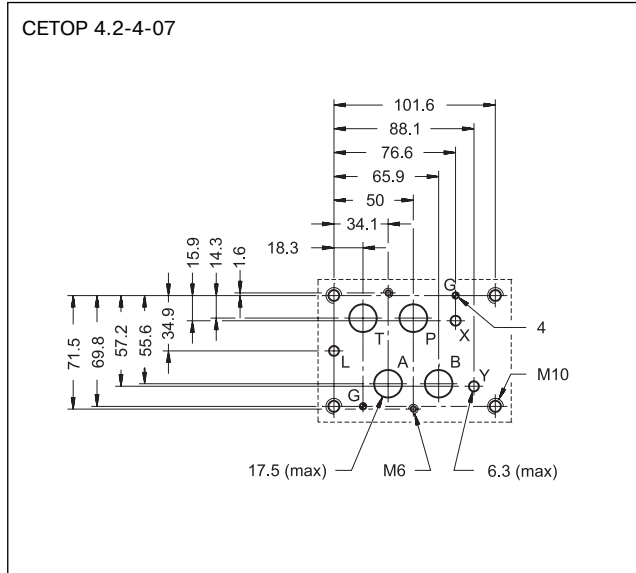 CETOP 4.2-4-07
101.6
88.1
76.6
65.9
50
34.1
18.3
15.9
14.3
1.6
71.5
69.8
57.2
55.6
34.9
G
4
T
P
X
L
A
B
Y
G
M10
17.5 (max)
M6
6.3 (max)